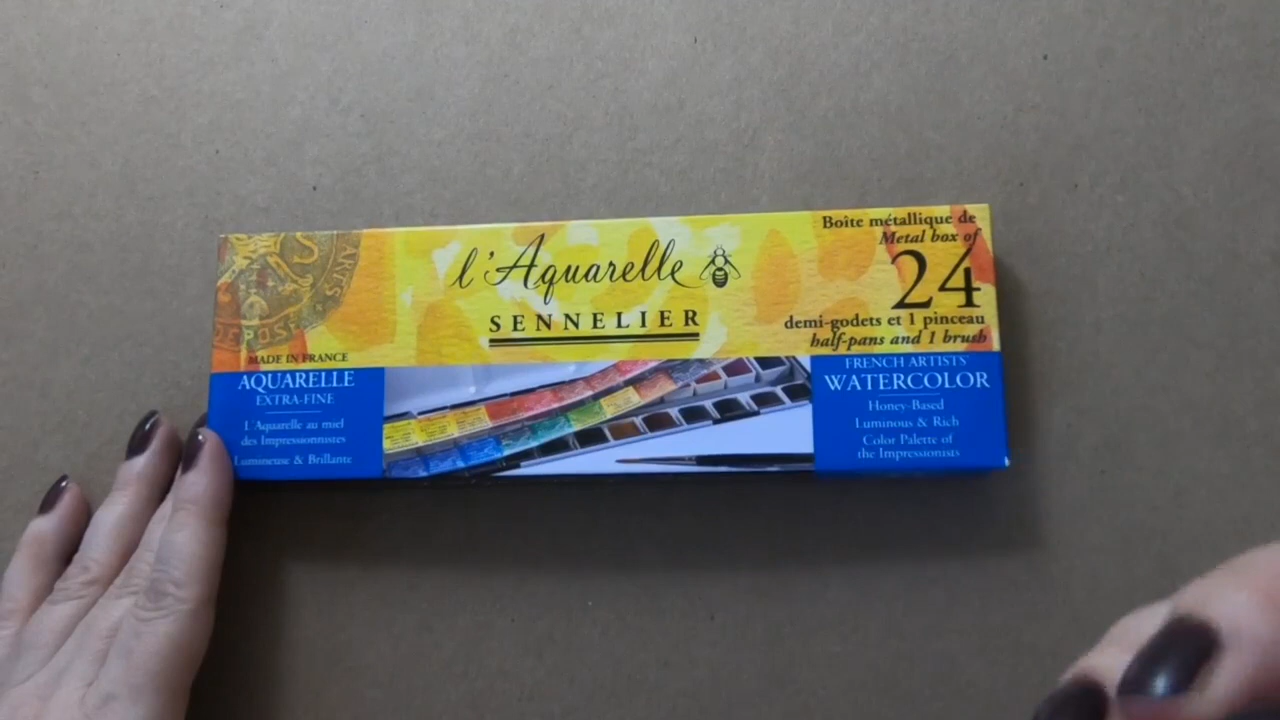 l'Aquarelle
SENNELIER
Boîte métallique de
Metal box of
24
demi-godets et 1 pinceau
half-pans and 1 brush
DEPOSE
MADE IN FRANCE
AQUARELLE
EXTRA-FINE
L'Aquarelle au miel
des Impressionnistes
Lumineuse & Brillante
FRENCH ARTISTS'
WATERCOLOR
Honey-Based
Luminous & Rich
Color Palette of
the Impressionists